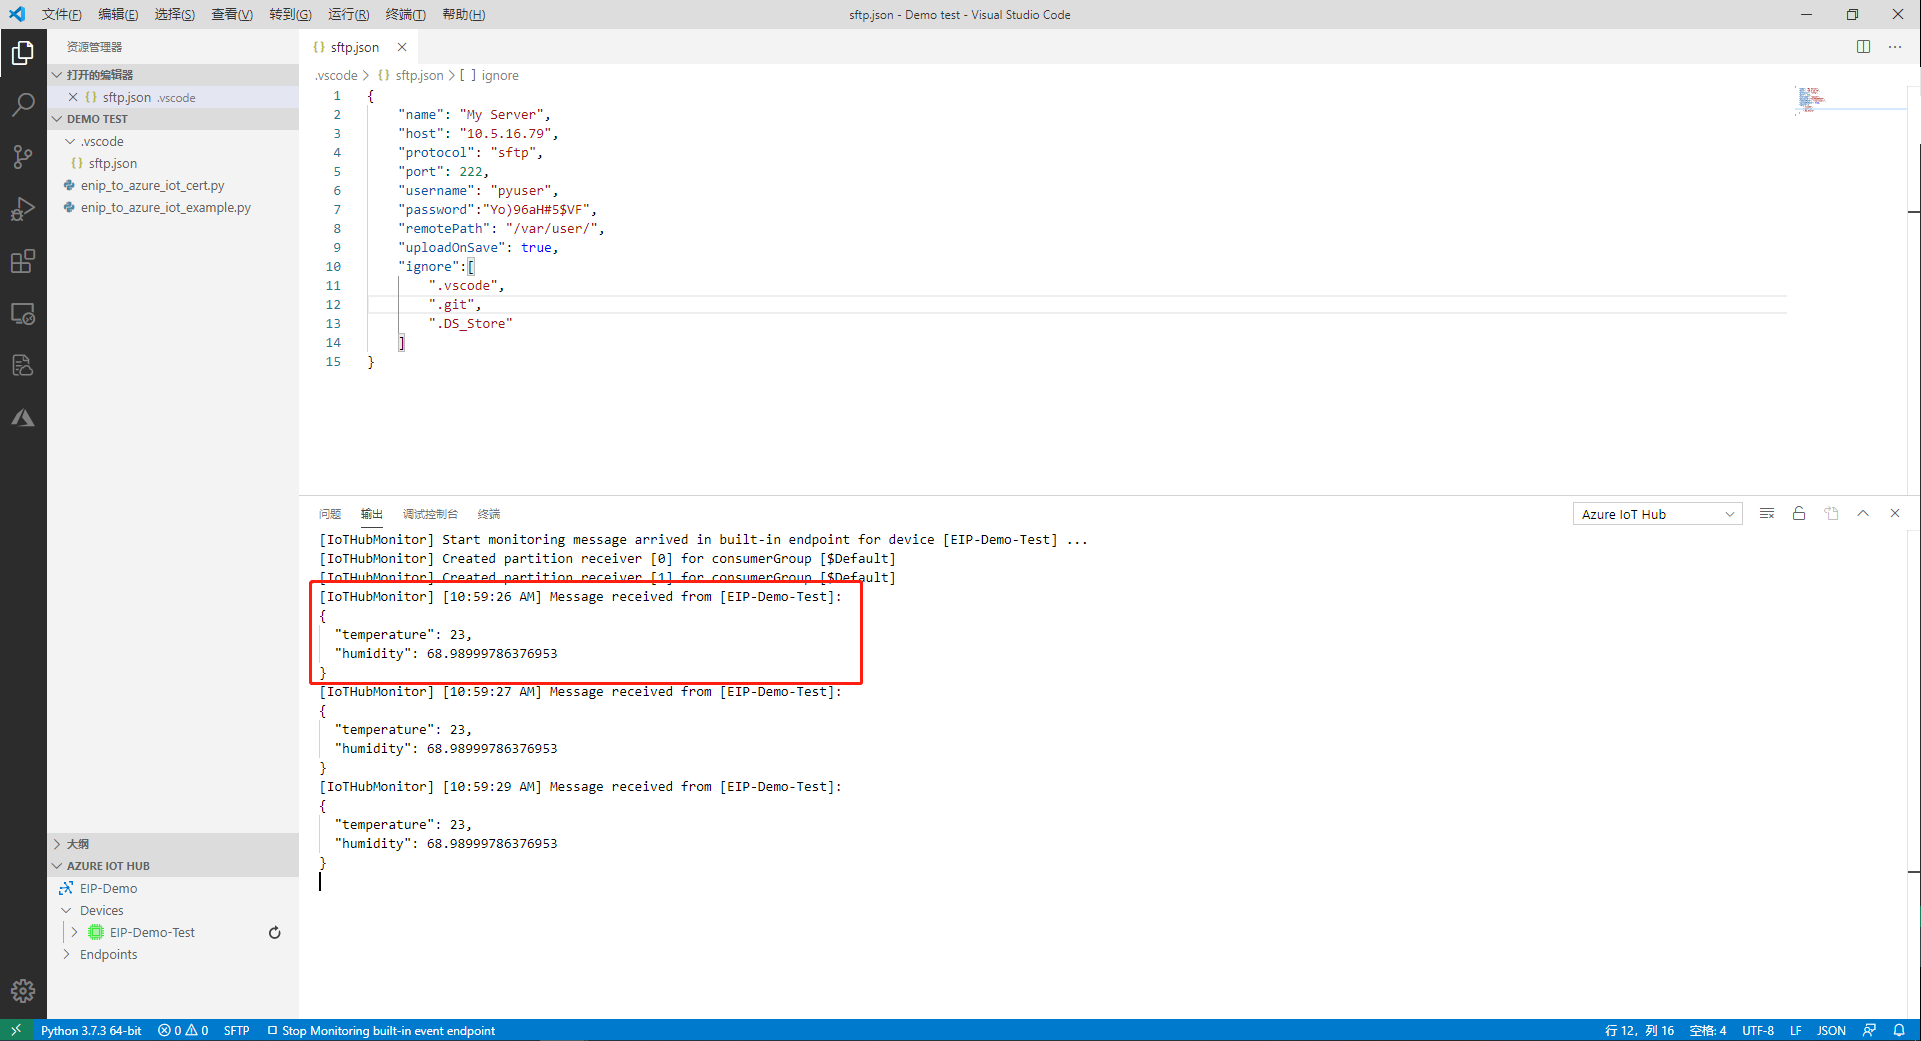 文件(F) 编辑(E) 选择(S) 查看(V) 转到(G) 运行(R) 终端(T) 帮助(H) sftp.json - Demo test - Visual Studio Code
资源管理器
打开的编辑器
sftp.json .vscode
DEMO TEST
.vscode
sftp.json
enip_to_azure_iot_cert.py
enip_to_azure_iot_example.py
大纲
AZURE IOT HUB
EIP-Demo
Devices
EIP-Demo-Test
Endpoints
{} sftp.json
.vscode > {} sftp.json > [ ] ignore
1 {
2 "name": "My Server",
3 "host": "10.5.16.79",
4 "protocol": "sftp",
5 "port": 222,
6 "username": "pyuser",
7 "password":"Yo)96aH#5$VF",
8 "remotePath": "/var/user/",
9 "uploadOnSave": true,
10 "ignore":[
11 ".vscode",
12 ".git",
13 ".DS_Store"
14 ]
15 }
问题 输出 调试控制台 终端 Azure IoT Hub
[IoTHubMonitor] Start monitoring message arrived in built-in endpoint for device [EIP-Demo-Test] ...
[IoTHubMonitor] Created partition receiver [0] for consumerGroup [$Default]
[IoTHubMonitor] Created partition receiver [1] for consumerGroup [$Default]
[IoTHubMonitor] [10:59:26 AM] Message received from [EIP-Demo-Test]:
{
"temperature": 23,
"humidity": 68.98999786376953
}
[IoTHubMonitor] [10:59:27 AM] Message received from [EIP-Demo-Test]:
{
"temperature": 23,
"humidity": 68.98999786376953
}
[IoTHubMonitor] [10:59:29 AM] Message received from [EIP-Demo-Test]:
{
"temperature": 23,
"humidity": 68.98999786376953
}
Python 3.7.3 64-bit 0 0 SFTP Stop Monitoring built-in event endpoint 行 12，列 16 空格: 4 UTF-8 LF JSON